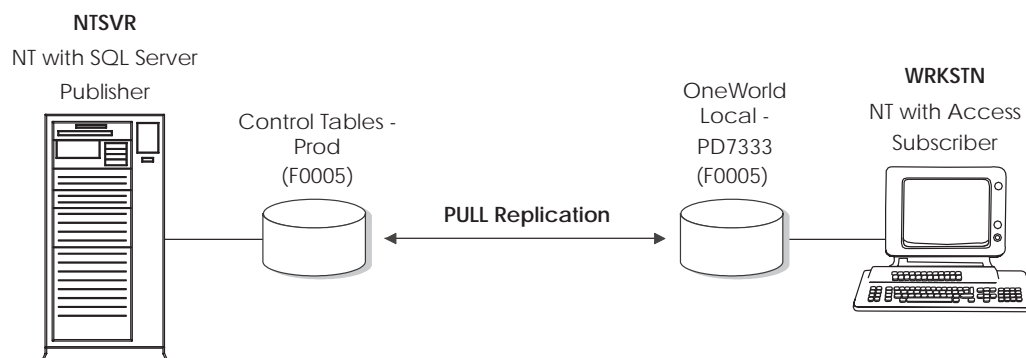 NTSVR
NT with SQL Server
Publisher
Control Tables -
Prod
(F0005)
PULL Replication
OneWorld
Local -
PD7333
(F0005)
WRKSTN
NT with Access
Subscriber